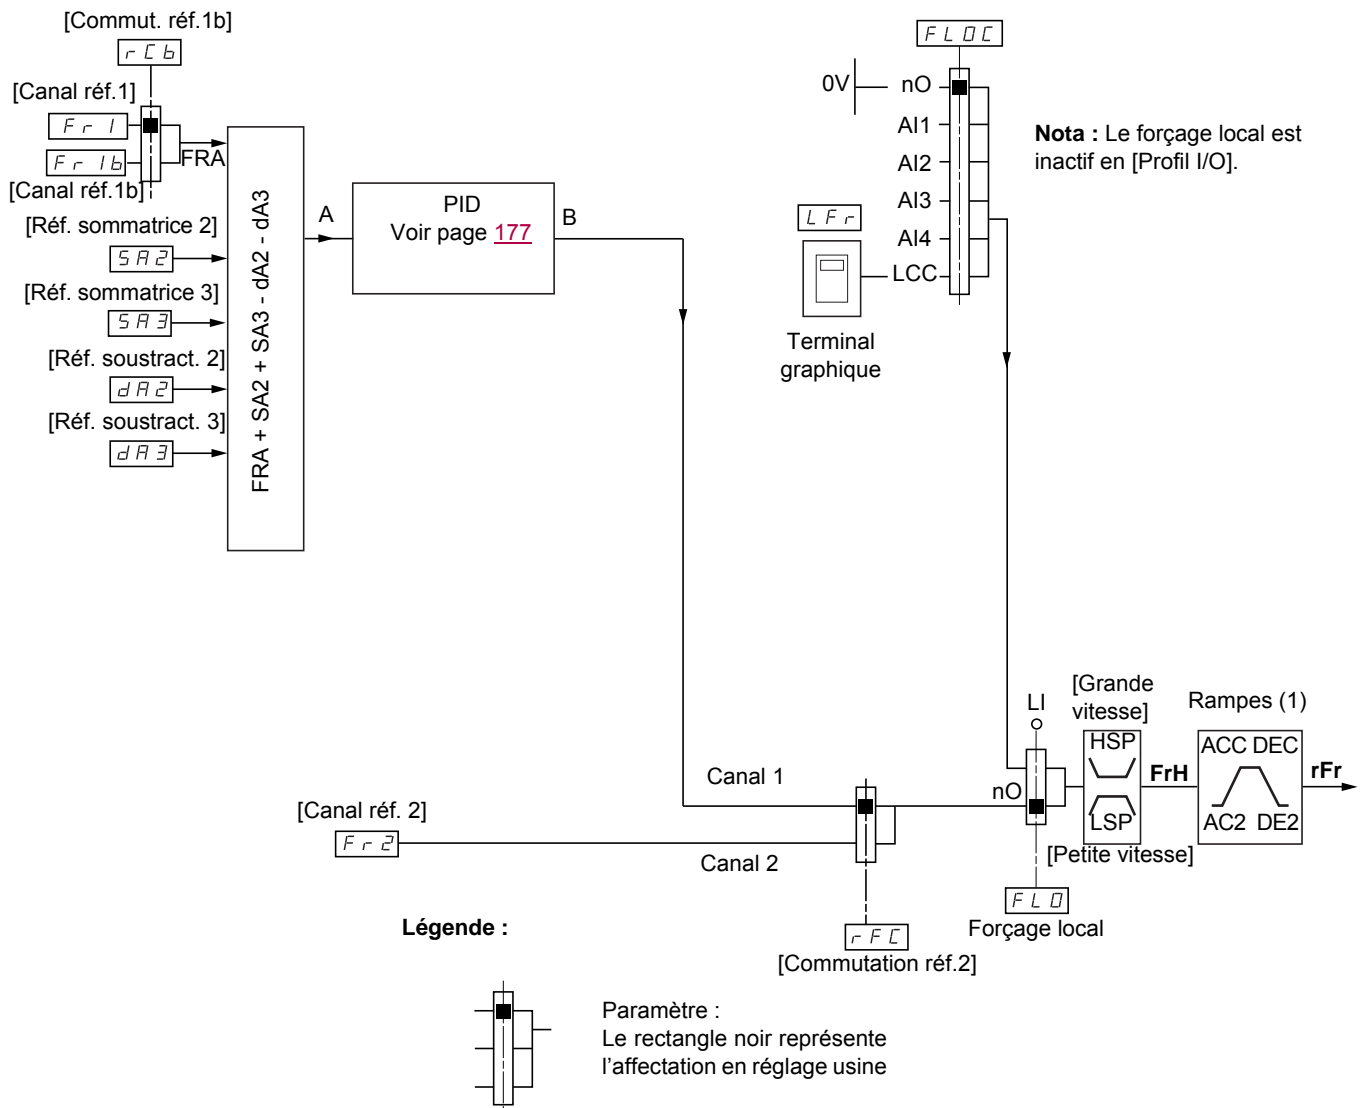 [Commut. réf.1b]
rCb
[Canal réf.1]
Fr1
Fr1b
FRA
[Canal réf.1b]
[Réf. sommatrice 2]
SA2
[Réf. sommatrice 3]
SA3
[Réf. soustract. 2]
dA2
[Réf. soustract. 3]
dA3
FRA + SA2 + SA3 - dA2 - dA3
A
PID
Voir page 177
B
FLOC
0V
nO
AI1
AI2
AI3
AI4
LCC
LFr
Terminal
graphique
Nota : Le forçage local est
inactif en [Profil I/O].
Canal 1
[Canal réf. 2]
Fr2
Canal 2
rFC
[Commutation réf.2]
LI
nO
FLO
Forçage local
[Grande
vitesse]
HSP
LSP
[Petite vitesse]
FrH
Rampes (1)
ACC DEC
AC2 DE2
rFr
Légende :
Paramètre :
Le rectangle noir représente
l’affectation en réglage usine